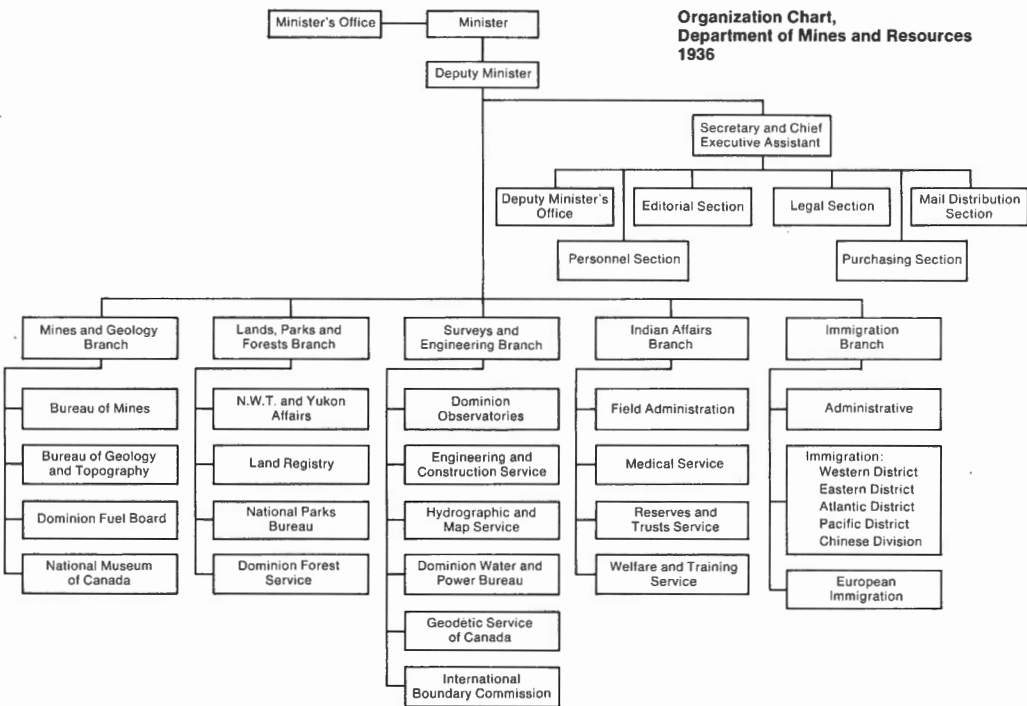 Organization Chart,
Department of Mines and Resources
1936
Minister's Office
Minister
Deputy Minister
Secretary and Chief
Executive Assistant
Deputy Minister's
Office
Editorial Section
Legal Section
Mail Distribution
Section
Personnel Section
Purchasing Section
Mines and Geology
Branch
Bureau of Mines
Bureau of Geology
and Topography
Dominion Fuel Board
National Museum
of Canada
Lands, Parks and
Forests Branch
N.W.T. and Yukon
Affairs
Land Registry
National Parks
Bureau
Dominion Forest
Service
Surveys and
Engineering Branch
Dominion
Observatories
Engineering and
Construction Service
Hydrographic and
Map Service
Dominion Water and
Power Bureau
Geodetic Service
of Canada
International
Boundary Commission
Indian Affairs
Branch
Field Administration
Medical Service
Reserves and
Trusts Service
Welfare and Training
Service
Immigration
Branch
Administrative
Immigration:
Western District
Eastern District
Atlantic District
Pacific District
Chinese Division
European
Immigration